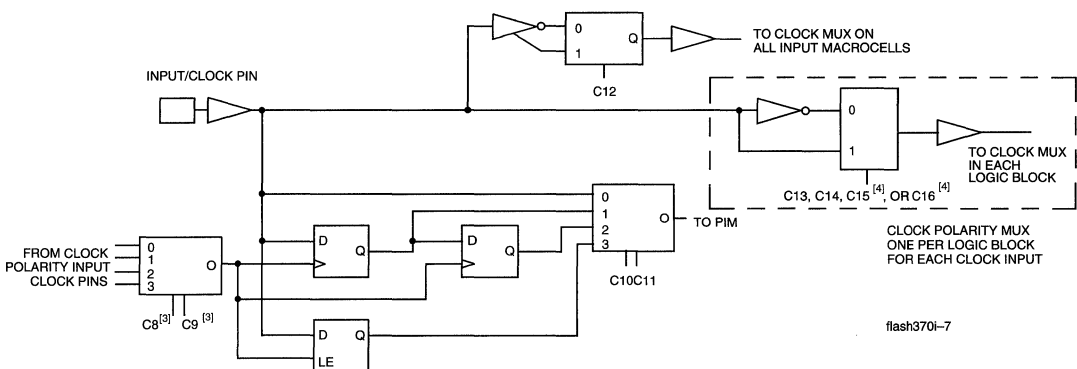 0
Q
1
TO CLOCK MUX ON
ALL INPUT MACROCELLS
C12
INPUT/CLOCK PIN
0
1
TO CLOCK MUX
IN EACH
LOGIC BLOCK
C13, C14, C15 [4], OR C16 [4]
0
1
2
3
O
TO PIM
C10C11
CLOCK POLARITY MUX
ONE PER LOGIC BLOCK
FOR EACH CLOCK INPUT
D
Q
D
Q
FROM CLOCK
POLARITY INPUT
CLOCK PINS
0
1
2
3
O
C8[3] C9 [3]
D
Q
LE
flash370i–7